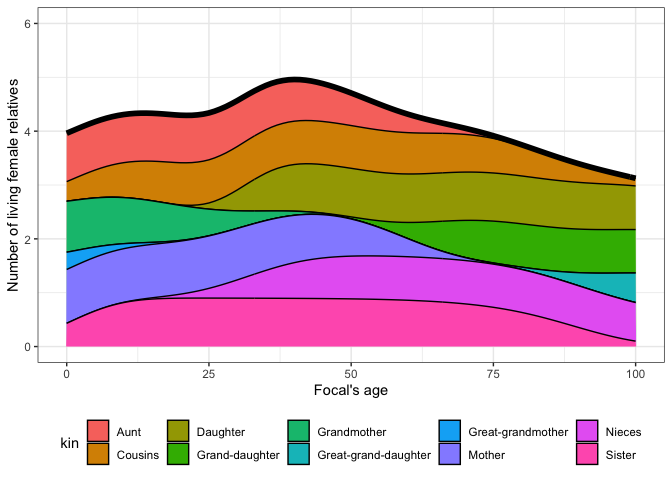 Number of living female relatives
6
4
2
0
0 25 50 75 100
Focal's age
kin
Aunt Daughter Grandmother Great-grandmother Nieces
Cousins Grand-daughter Great-grand-daughter Mother Sister